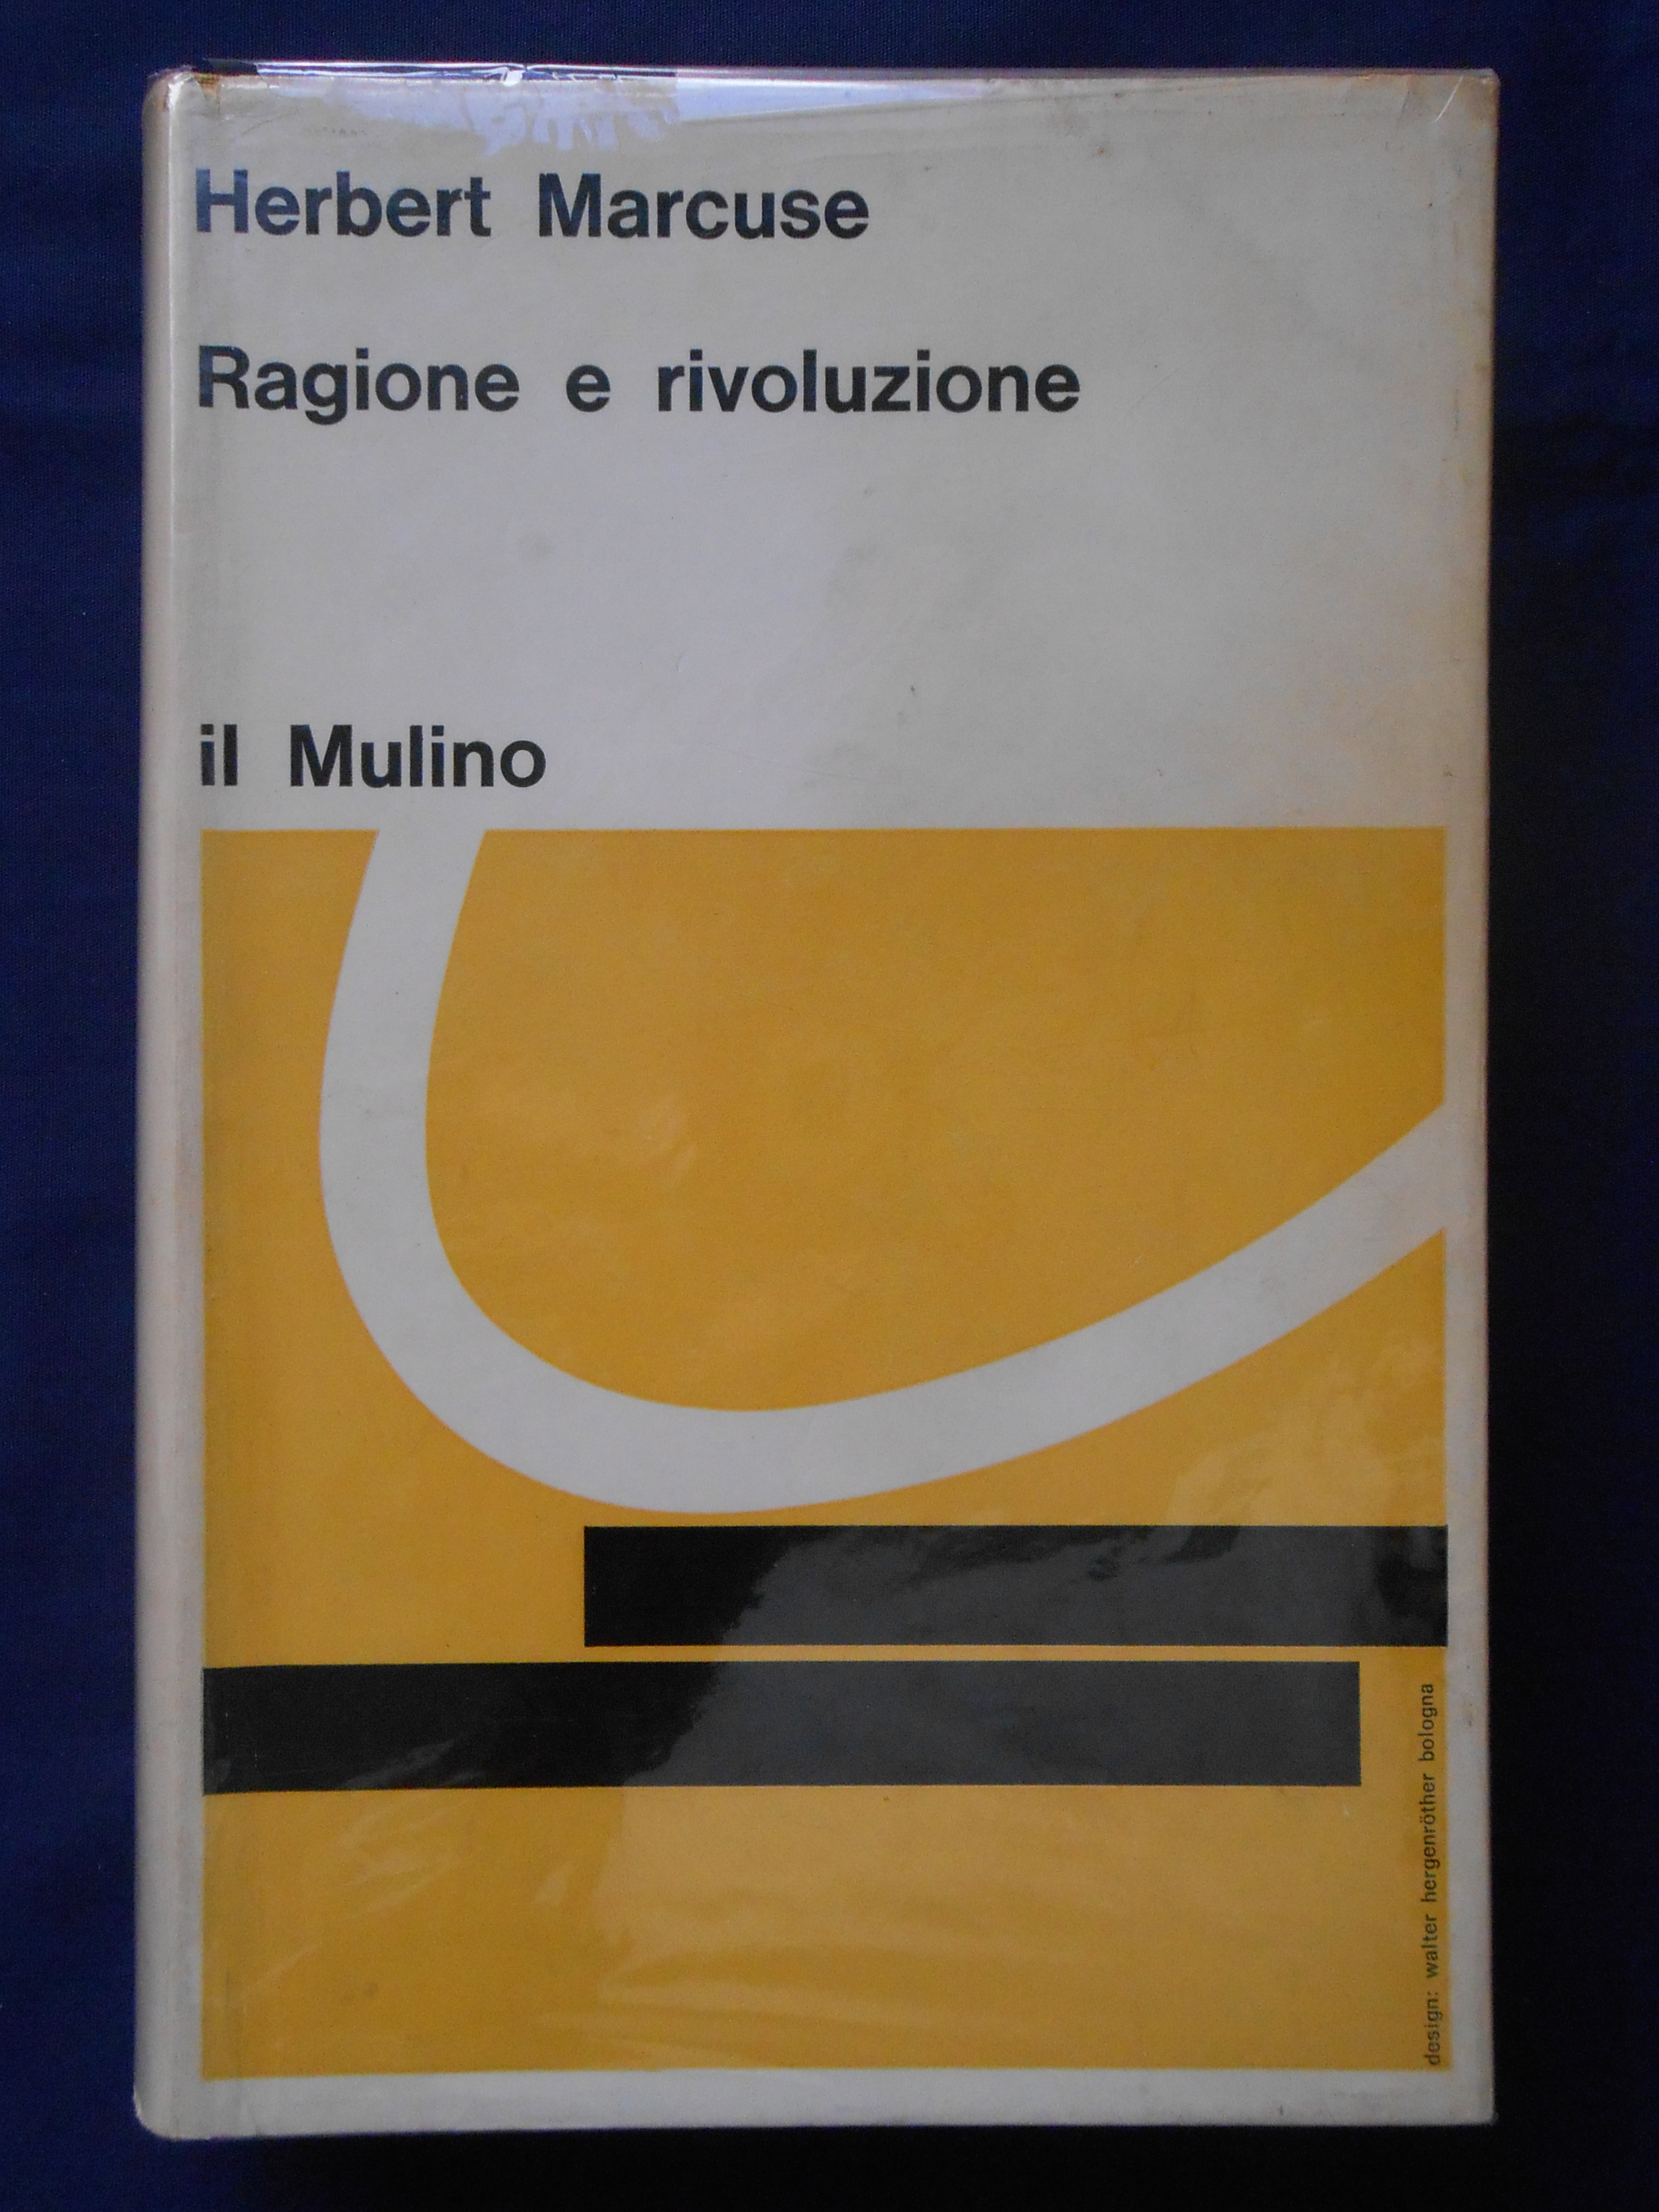 Herbert Marcuse
Ragione e rivoluzione
il Mulino
design: walter hergenröther bologna